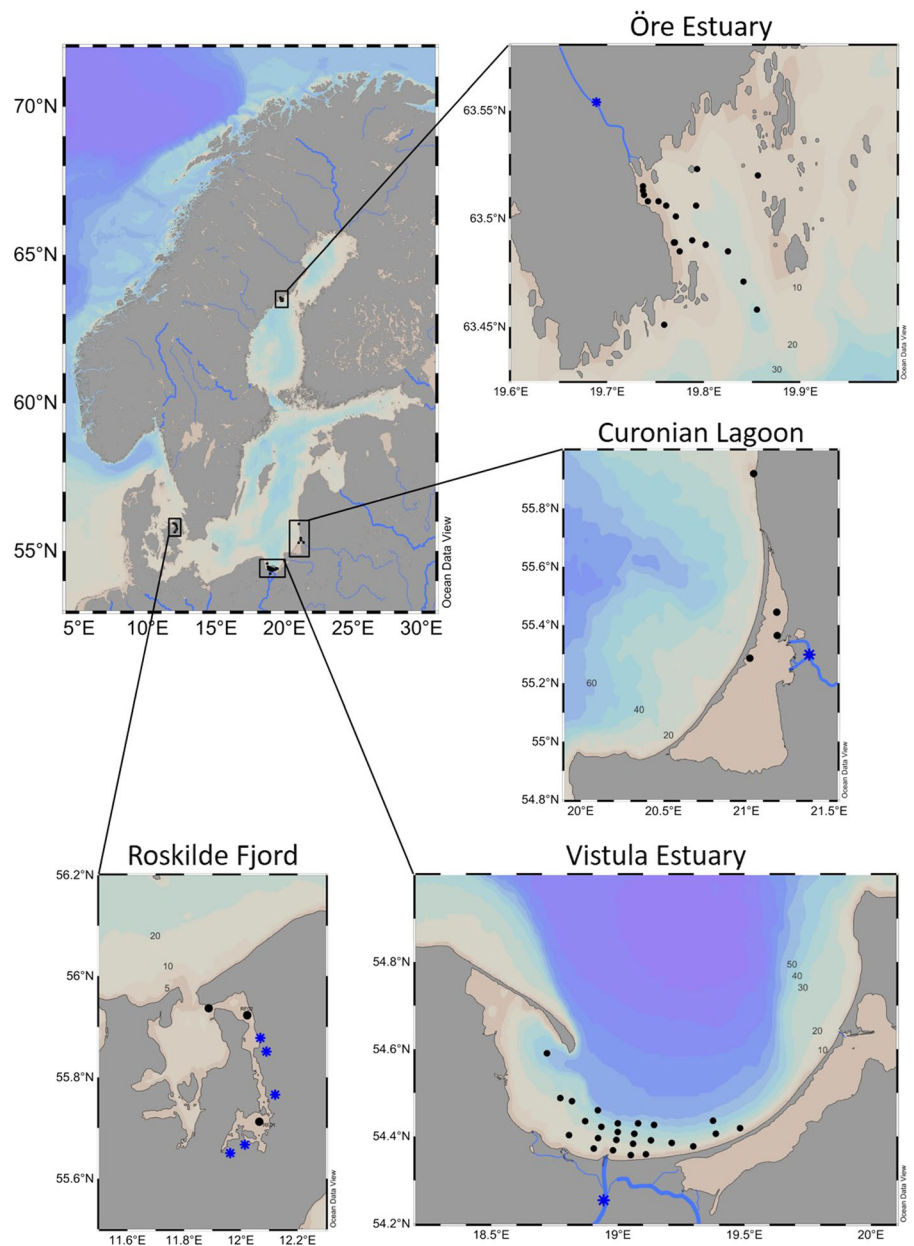 Öre Estuary
70°N
65°N
60°N
55°N
5°E 10°E 15°E 20°E 25°E 30°E
Ocean Data View
63.55°N
63.5°N
63.45°N
10
20
30
19.6°E 19.7°E 19.8°E 19.9°E
Ocean Data View
Curonian Lagoon
55.8°N
55.6°N
55.4°N
55.2°N
55°N
54.8°N
60
40
20
20°E 20.5°E 21°E 21.5°E
Ocean Data View
Roskilde Fjord
56.2°N
56°N
55.8°N
55.6°N
20
10
5
11.6°E 11.8°E 12°E 12.2°E
Ocean Data View
Vistula Estuary
54.8°N
54.6°N
54.4°N
54.2°N
50
40
30
20
10
18.5°E 19°E 19.5°E 20°E
Ocean Data View